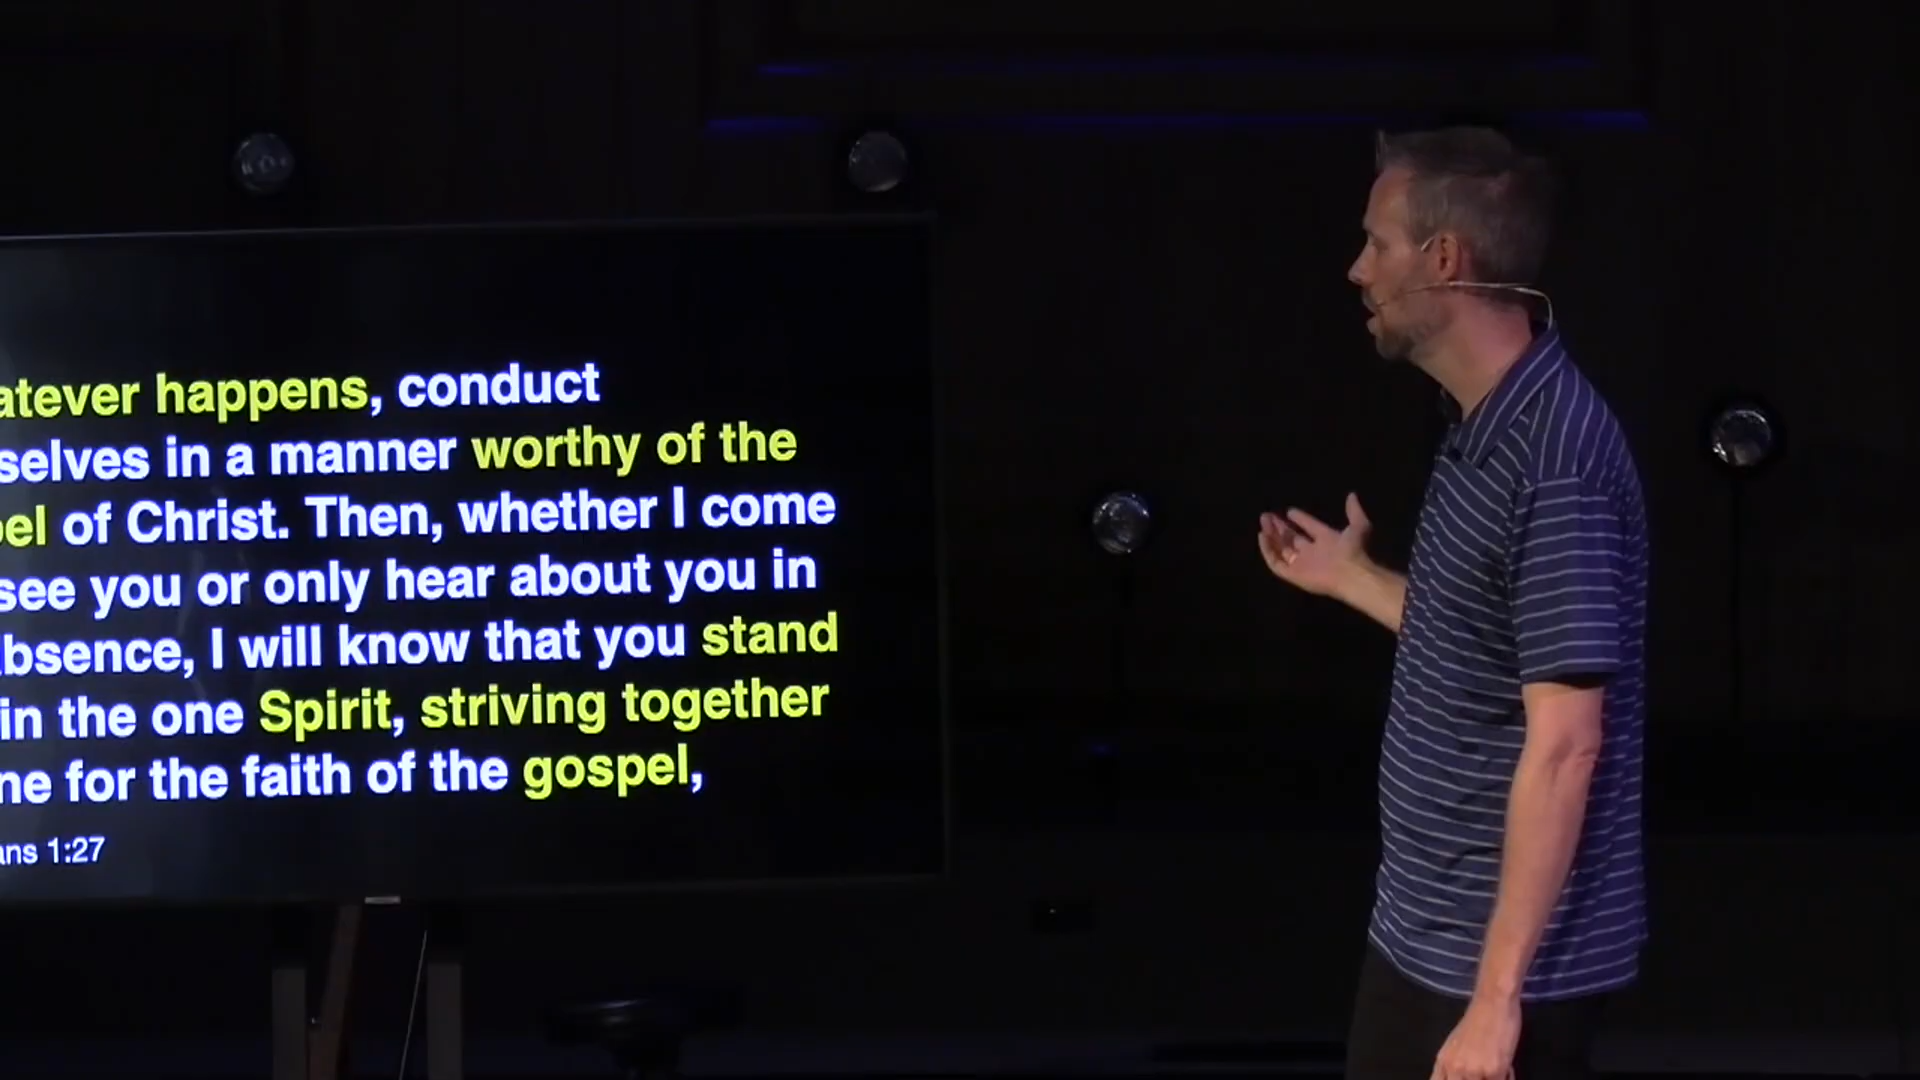 atever happens, conduct
selves in a manner worthy of the
el of Christ. Then, whether I come
see you or only hear about you in
bsence, I will know that you stand
in the one Spirit, striving together
ne for the faith of the gospel,
ans 1:27